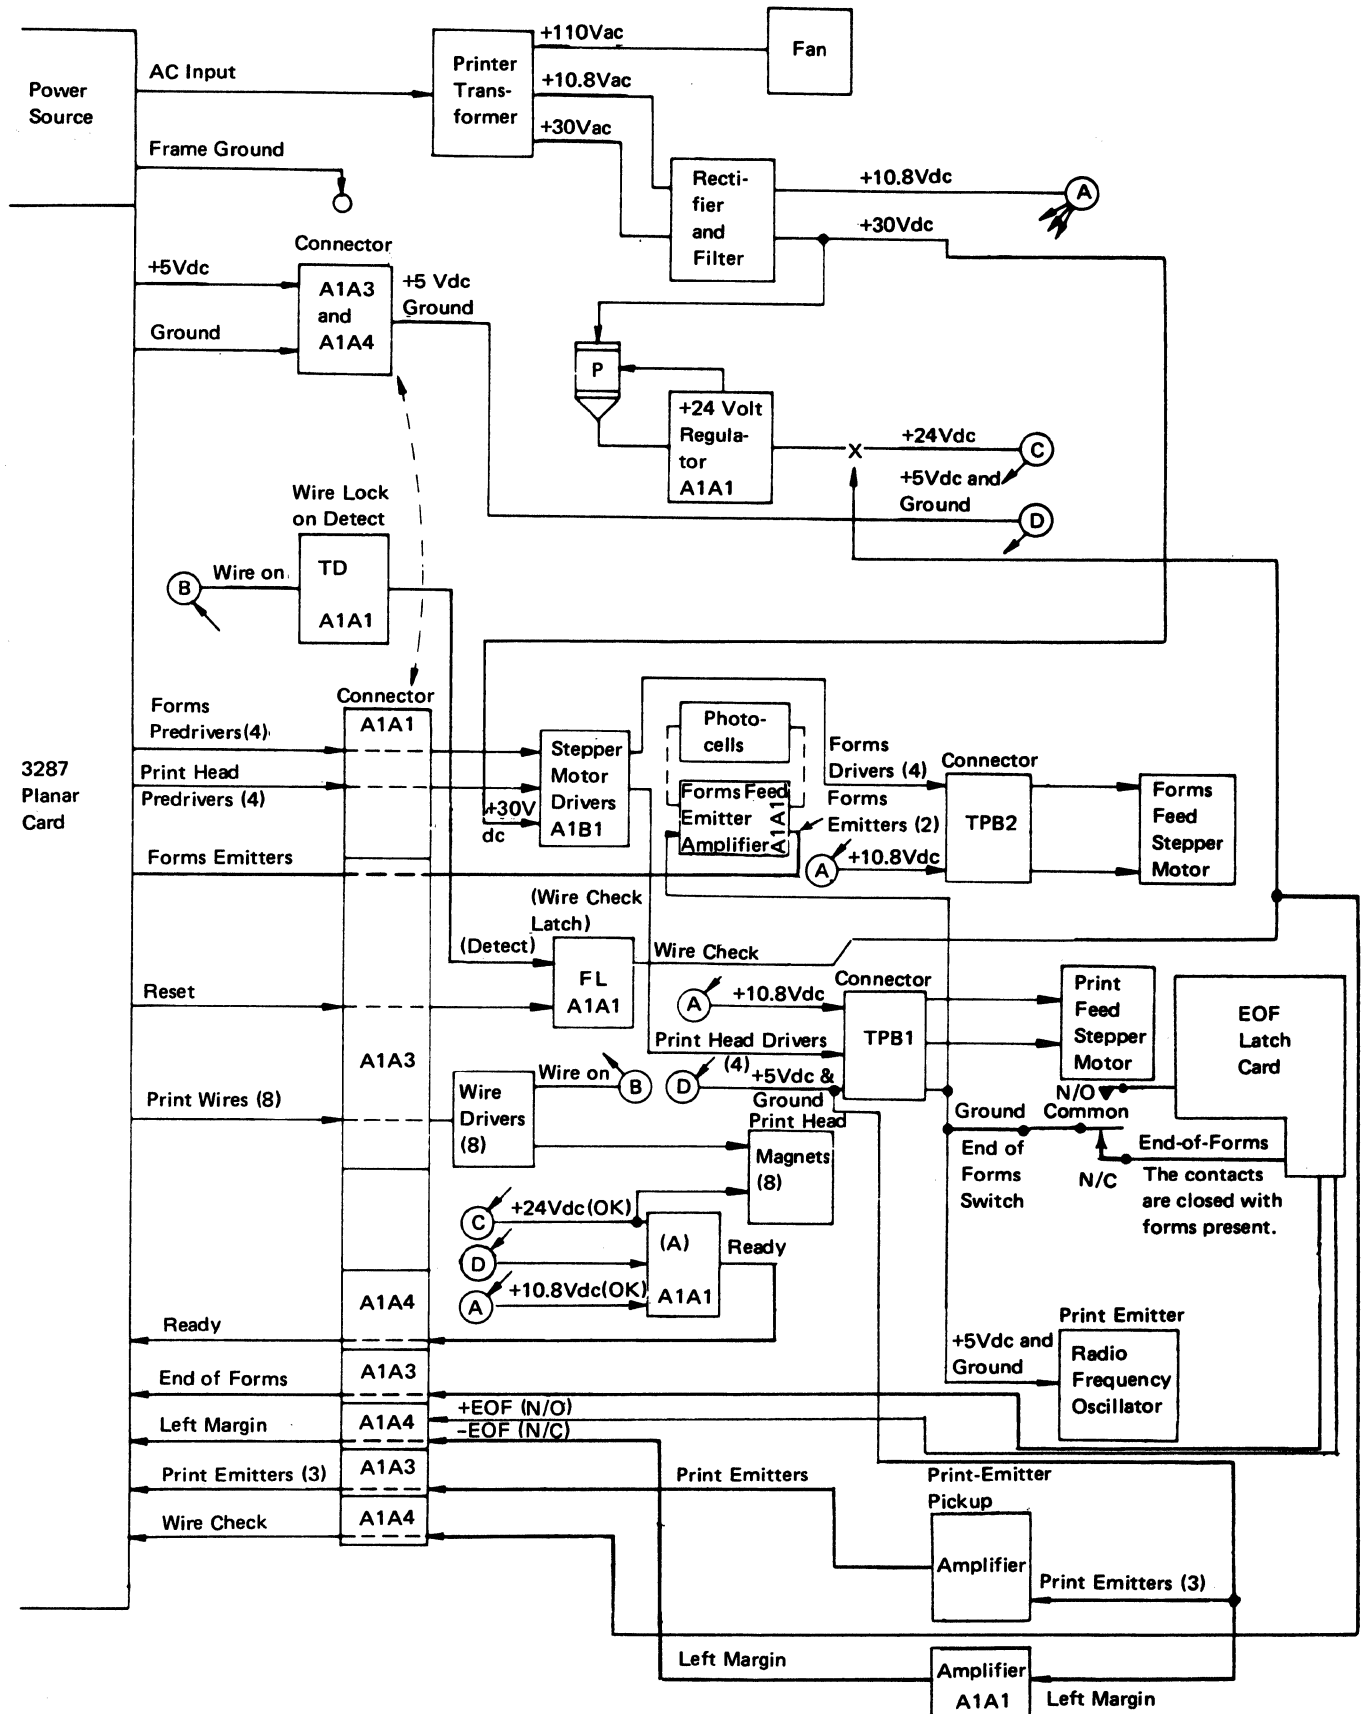 +110Vac
Fan
AC Input
Printer
Trans-
former
+10.8Vac
Power
Source
+30Vac
Frame Ground
Recti-
fier
and
Filter
+10.8Vdc
A
+30Vdc
Connector
+5Vdc
A1A3
and
A1A4
+5 Vdc
Ground
Ground
P
+24 Volt
Regula-
tor
A1A1
X
+24Vdc
C
+5Vdc and
Ground
D
Wire Lock
on Detect
B
Wire on
TD
A1A1
Connector
A1A1
Forms
Predrivers(4)
Print Head
Predrivers (4)
3287
Planar
Card
Stepper
Motor
Drivers
A1B1
+30V
dc
Photo-
cells
Forms Feed
Emitter
Amplifier
A1A1
Forms
Drivers (4)
Forms
Emitters (2)
A
+10.8Vdc
Connector
TPB2
Forms
Feed
Stepper
Motor
Forms Emitters
(Wire Check
Latch)
(Detect)
FL
A1A1
Wire Check
Reset
A1A3
A
+10.8Vdc
Connector
TPB1
Print
Feed
Stepper
Motor
EOF
Latch
Card
Print Head Drivers
(4)
Wire on
B
D
+5Vdc &
Ground
Print Wires (8)
Wire
Drivers
(8)
Print Head
Magnets
(8)
N/O
Ground
Common
End of
Forms
Switch
N/C
End-of-Forms
The contacts
are closed with
forms present.
C
+24Vdc(OK)
D
A
+10.8Vdc(OK)
(A)
A1A1
Ready
A1A4
Ready
Print Emitter
+5Vdc and
Ground
Radio
Frequency
Oscillator
A1A3
End of Forms
A1A4
+EOF (N/O)
-EOF (N/C)
Left Margin
A1A3
Print Emitters (3)
Print Emitters
Print-Emitter
Pickup
A1A4
Wire Check
Amplifier
Print Emitters (3)
Left Margin
Amplifier
A1A1
Left Margin